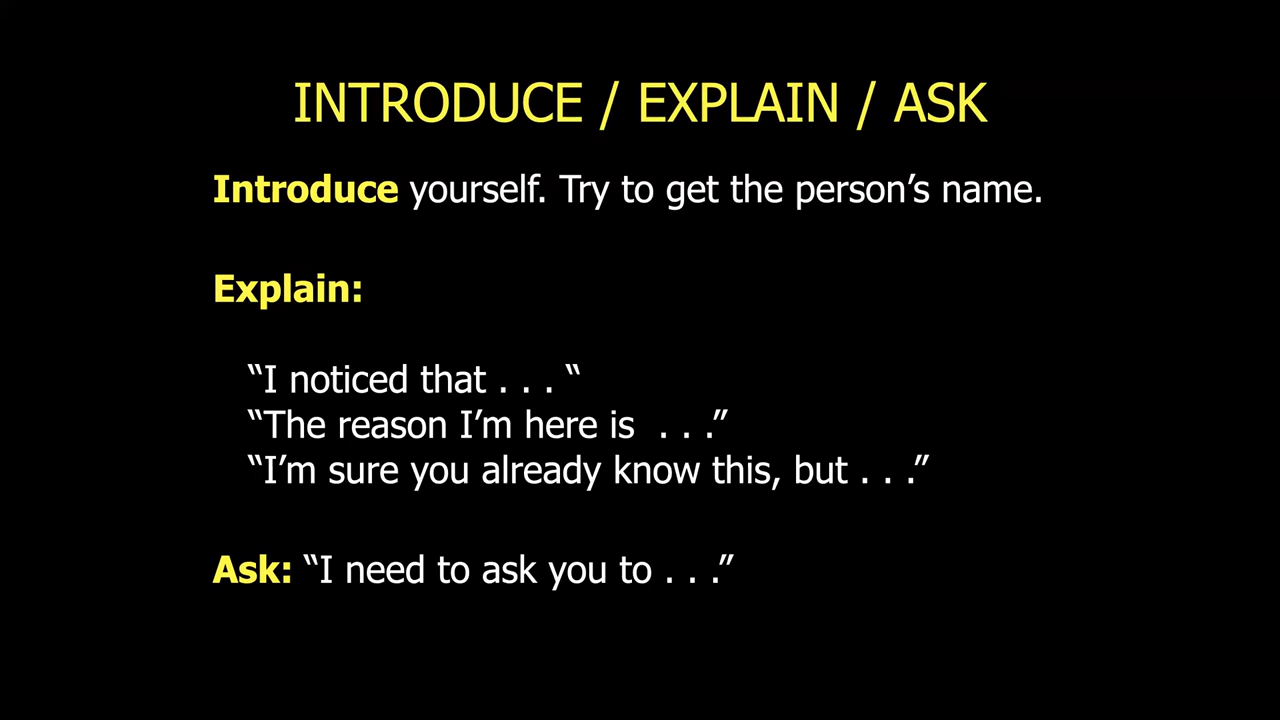 INTRODUCE / EXPLAIN / ASK
Introduce yourself. Try to get the person’s name.
Explain:
“I noticed that . . . “
“The reason I’m here is  . . .”
“I’m sure you already know this, but . . .”
Ask: “I need to ask you to . . .”